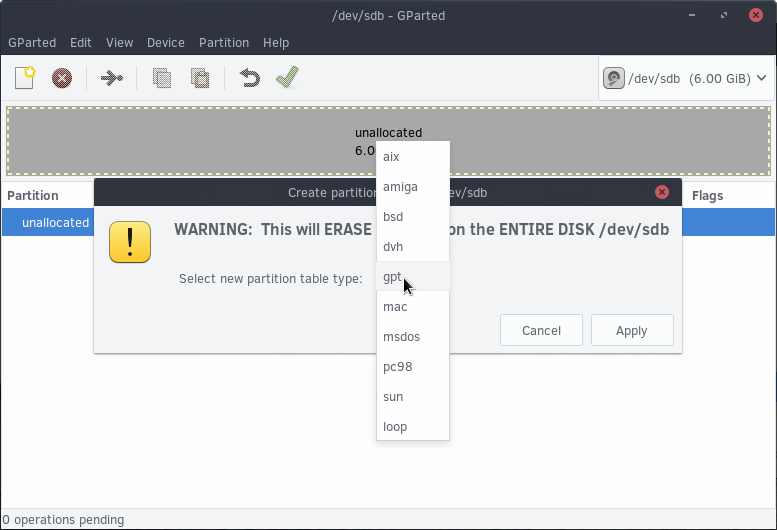 /dev/sdb - GParted
GParted Edit View Device Partition Help
/dev/sdb (6.00 GiB)
unallocated
6.0
Partition
Flags
unallocated
Create partition
/dev/sdb
WARNING: This will ERASE
on the ENTIRE DISK /dev/sdb
Select new partition table type:
aix
amiga
bsd
dvh
gpt
mac
msdos
pc98
sun
loop
Cancel
Apply
0 operations pending